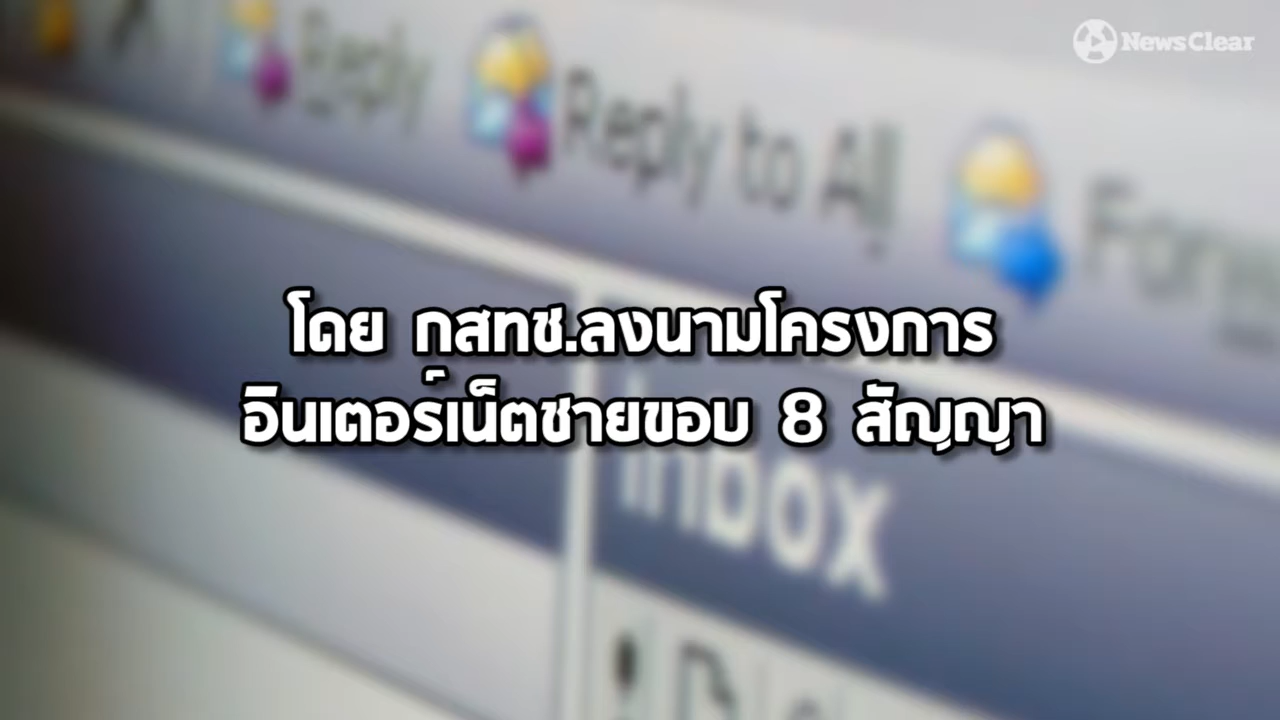 NewsClear
Reply
Reply to All
โดย กสทช.ลงนามโครงการ
อินเตอร์เน็ตชายขอบ 8 สัญญา
Inbox